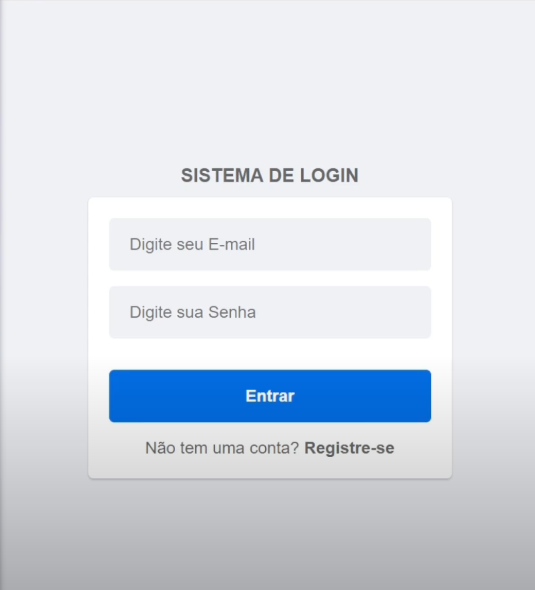 SISTEMA DE LOGIN
Digite seu E-mail
Digite sua Senha
Entrar
Não tem uma conta? Registre-se